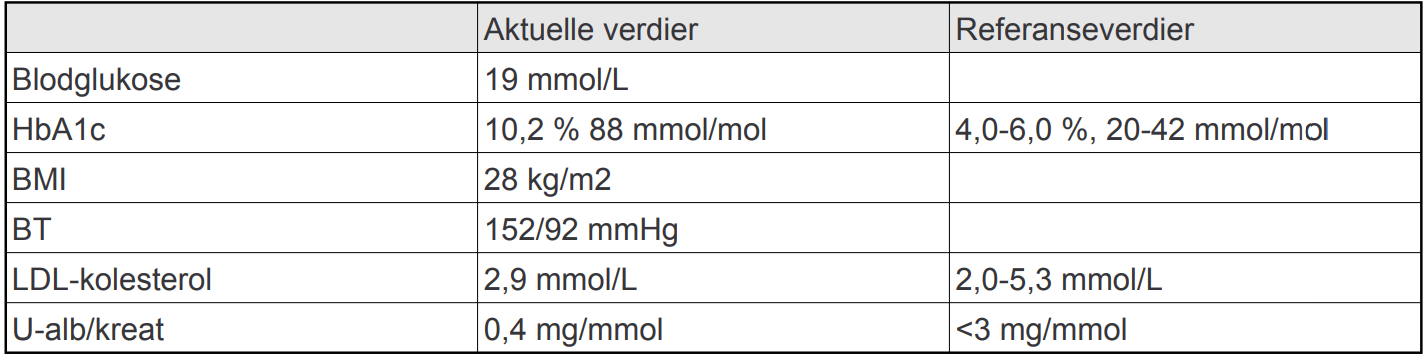 Aktuelle verdier Referanseverdier
Blodglukose 19 mmol/L
HbA1c 10,2 % 88 mmol/mol 4,0-6,0 %, 20-42 mmol/mol
BMI 28 kg/m2
BT 152/92 mmHg
LDL-kolesterol 2,9 mmol/L 2,0-5,3 mmol/L
U-alb/kreat 0,4 mg/mmol <3 mg/mmol